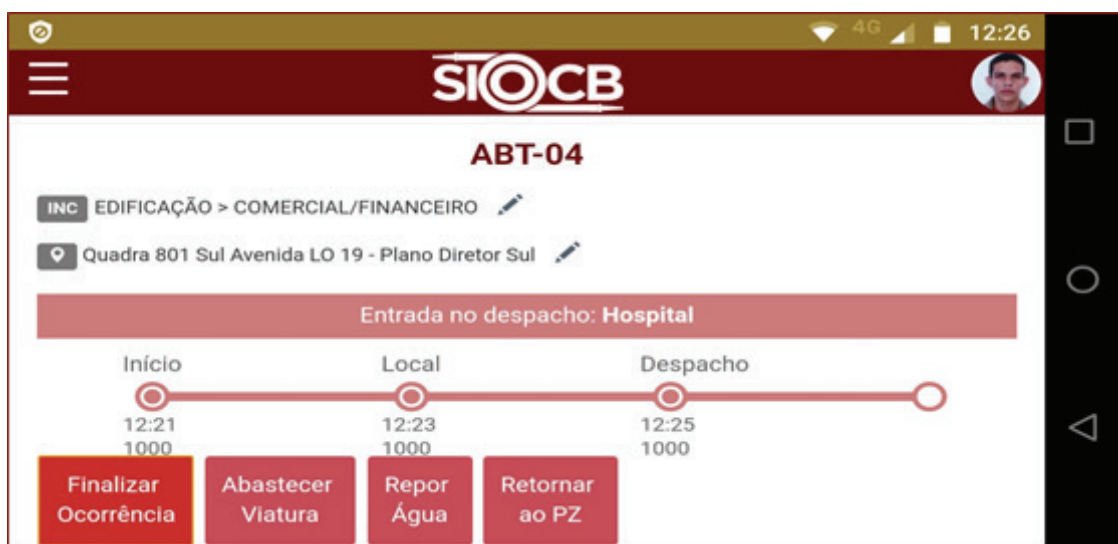 4G 12:26
SIOCB
ABT-04
INC EDIFICAÇÃO > COMERCIAL/FINANCEIRO
Quadra 801 Sul Avenida LO 19 - Plano Diretor Sul
Entrada no despacho: Hospital
Início Local Despacho
12:21 12:23 12:25
1000 1000 1000
Finalizar Abastecer Repor Retornar
Ocorrência Viatura Água ao PZ